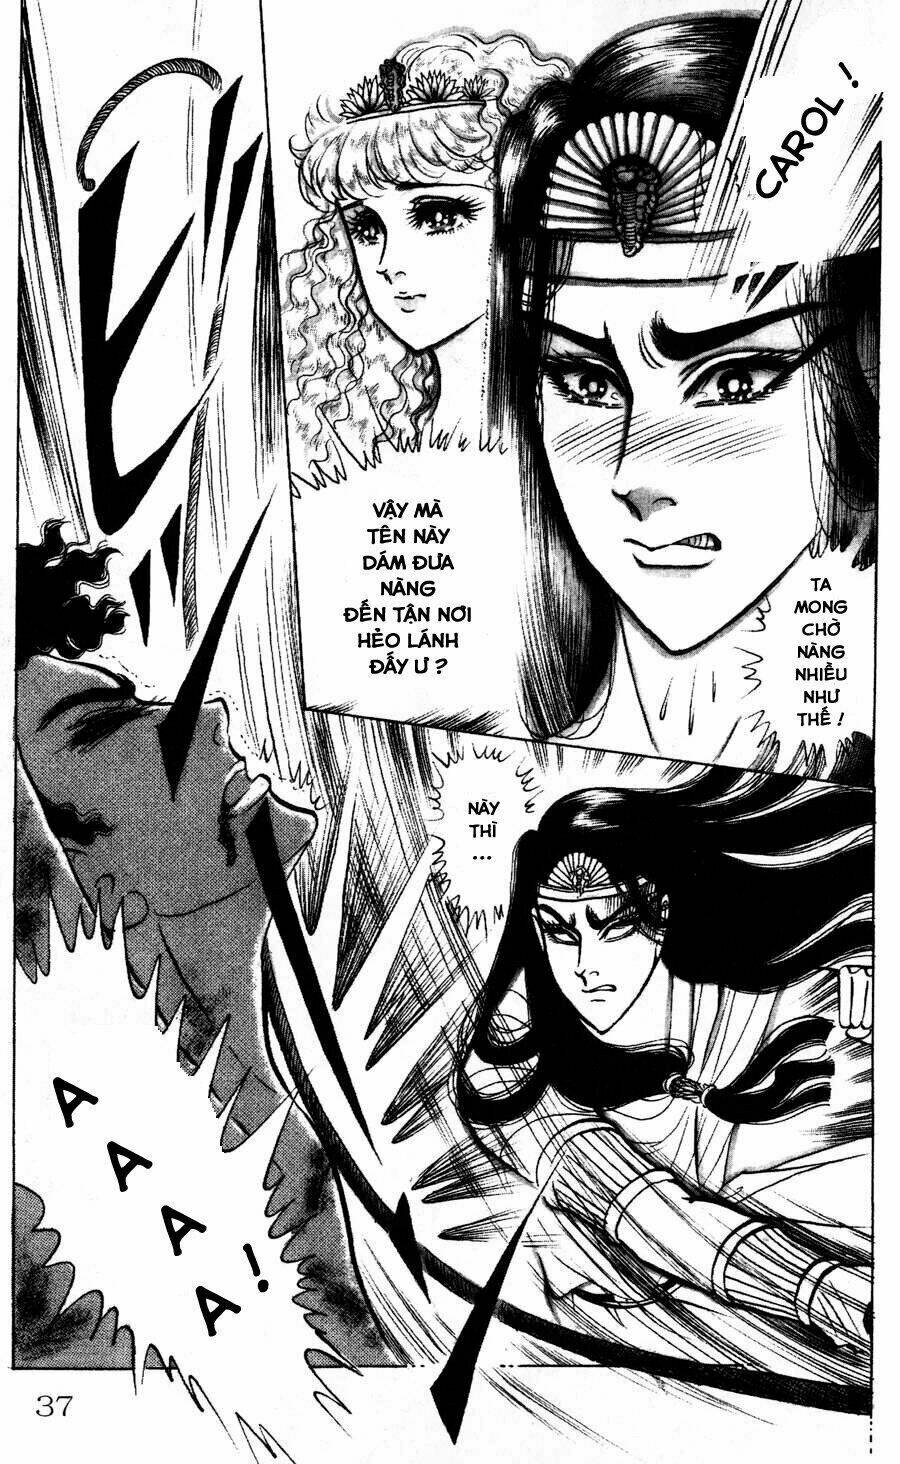 CAROL !
TA
MONG
CHỜ
NÀNG
NHIỀU
NHƯ
THẾ !
VẬY MÀ
TÊN NÀY
DÁM ĐƯA
NÀNG
ĐẾN TẬN NƠI
HẺO LÁNH
ĐẤY Ư ?
NÀY
THÌ
...
A
A
A
A !
37